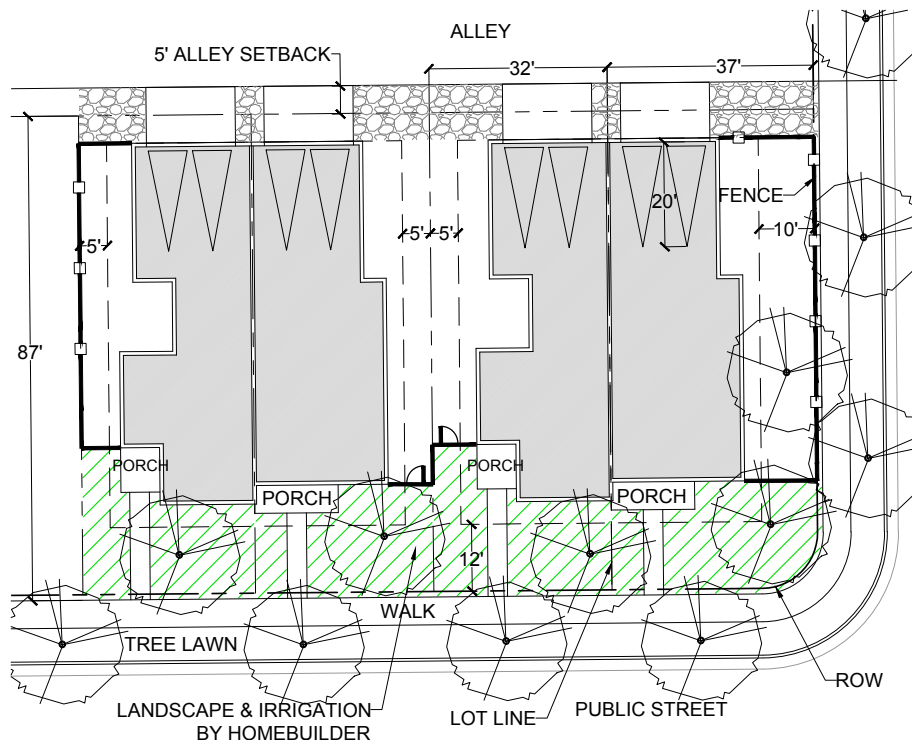 ALLEY
5' ALLEY SETBACK
32'
37'
20'
FENCE
5'
5'
5'
10'
87'
PORCH
PORCH
PORCH
PORCH
12'
WALK
TREE LAWN
ROW
LANDSCAPE & IRRIGATION
BY HOMEBUILDER
LOT LINE
PUBLIC STREET